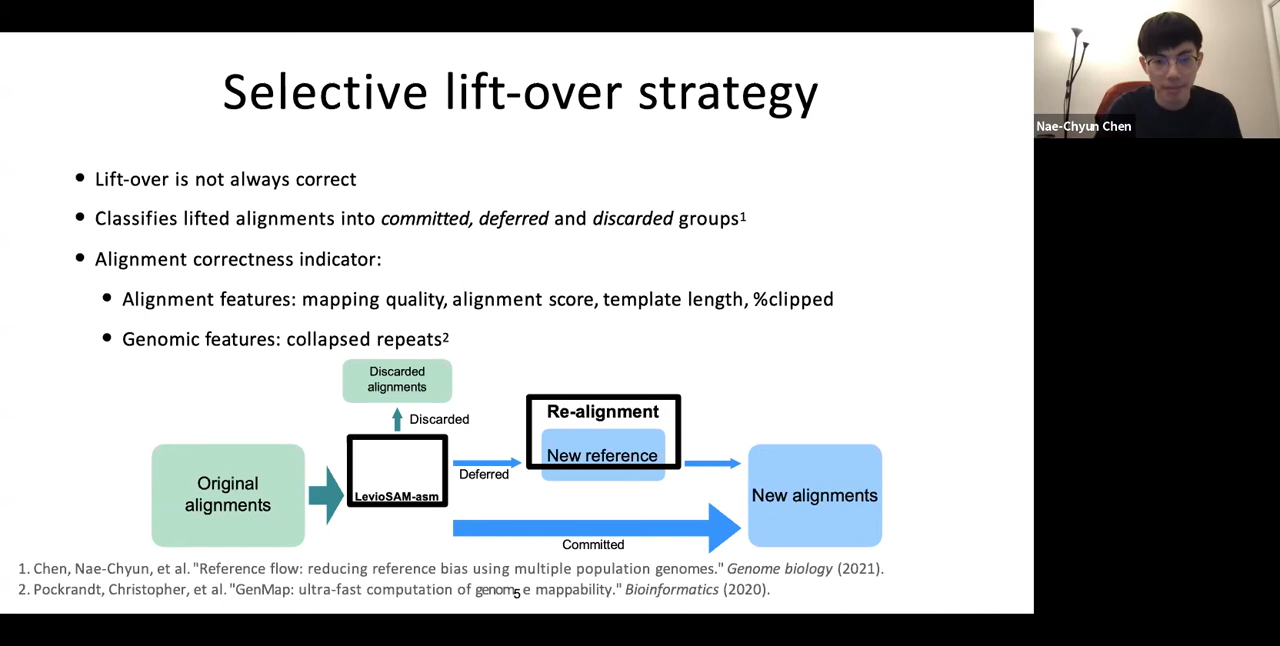 Selective lift-over strategy
Nae-Chyun Chen
• Lift-over is not always correct
• Classifies lifted alignments into committed, deferred and discarded groups1
• Alignment correctness indicator:
• Alignment features: mapping quality, alignment score, template length, %clipped
• Genomic features: collapsed repeats2
Discarded
alignments
Discarded
Re-alignment
New reference
Original
alignments
LevioSAM-asm
Deferred
New alignments
Committed
1. Chen, Nae-Chyun, et al. "Reference flow: reducing reference bias using multiple population genomes." Genome biology (2021).
2. Pockrandt, Christopher, et al. "GenMap: ultra-fast computation of genome mappability." Bioinformatics (2020).
5